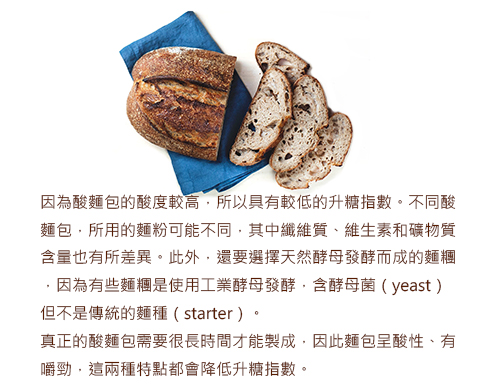 因為酸麵包的酸度較高，所以具有較低的升糖指數。不同酸
麵包，所用的麵粉可能不同，其中纖維質、維生素和礦物質
含量也有所差異。此外，還要選擇天然酵母發酵而成的麵糰
，因為有些麵糰是使用工業酵母發酵，含酵母菌（yeast）
但不是傳統的麵種（starter）。
真正的酸麵包需要很長時間才能製成，因此麵包呈酸性、有
嚼勁，這兩種特點都會降低升糖指數。